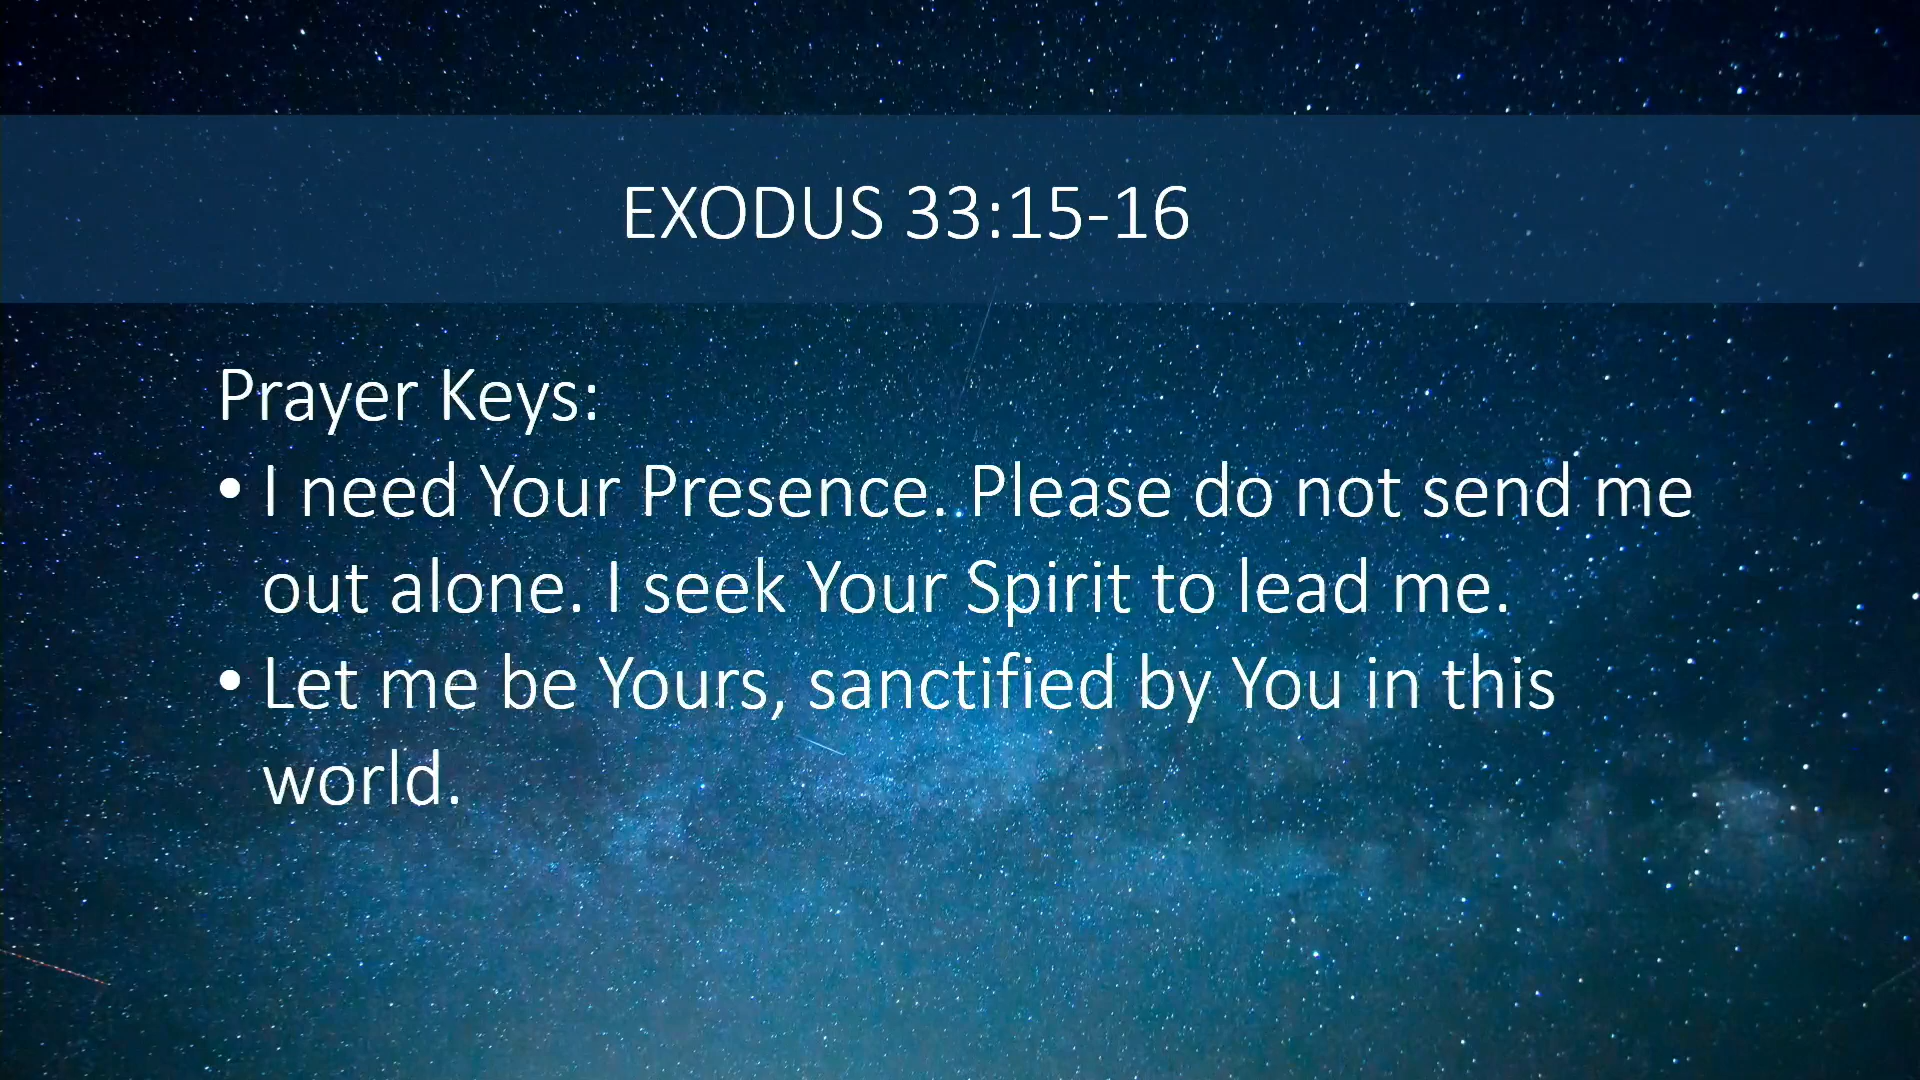 EXODUS 33:15-16
Prayer Keys:
• I need Your Presence. Please do not send me
out alone. I seek Your Spirit to lead me.
• Let me be Yours, sanctified by You in this
world.